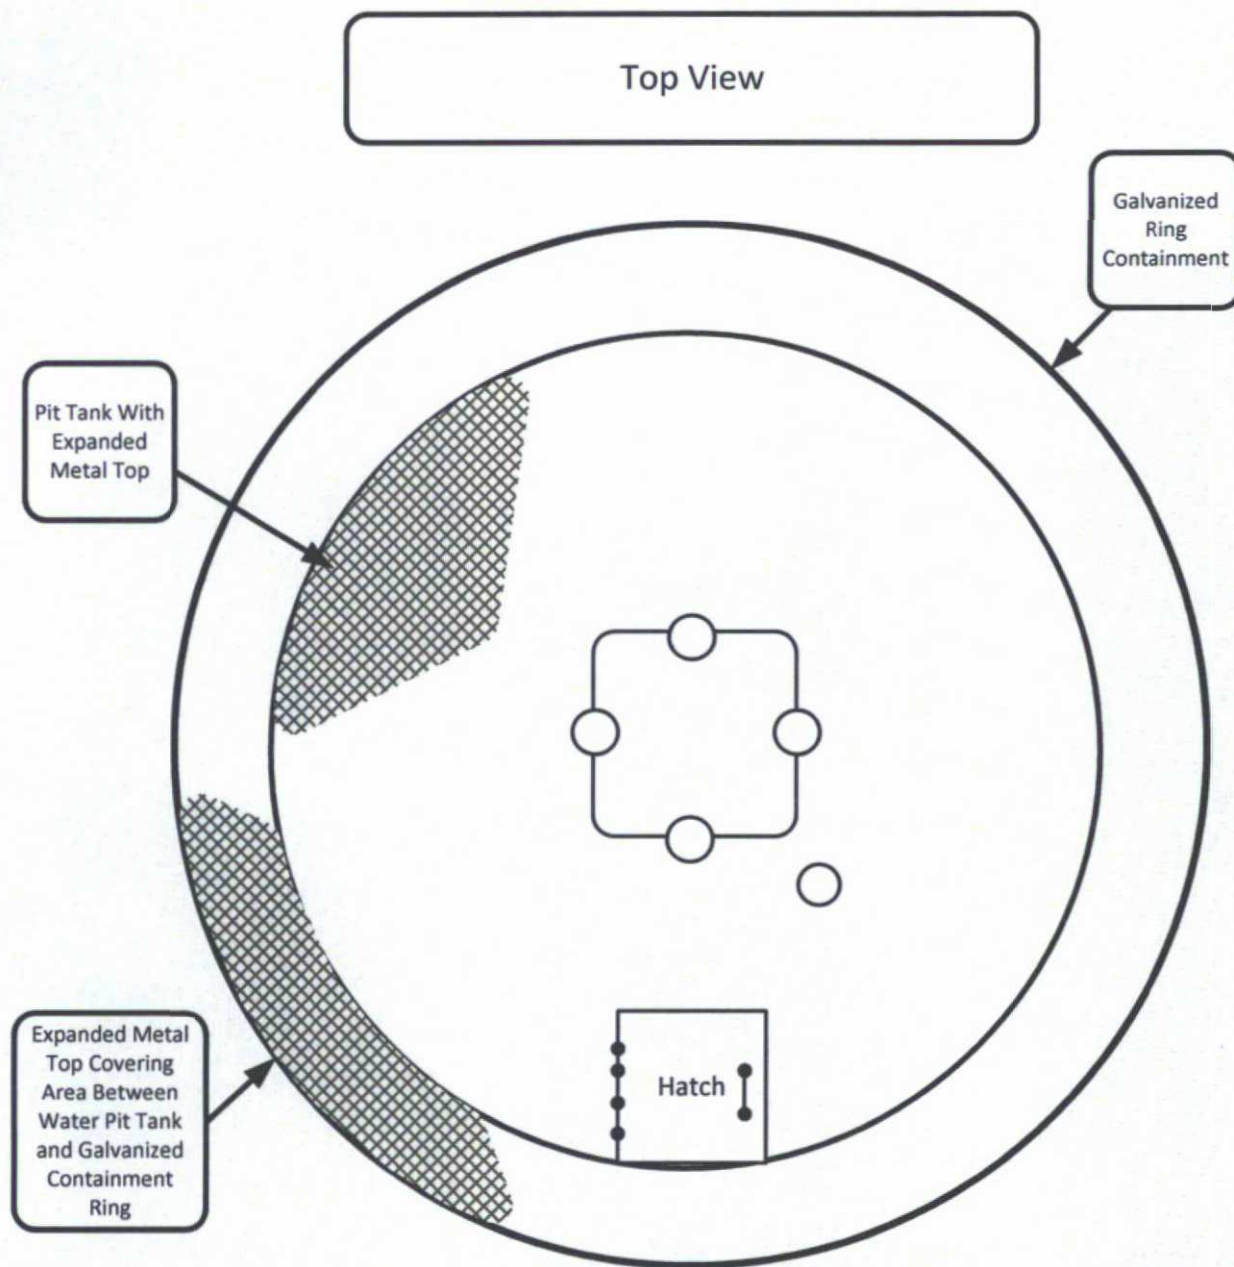 Top View
Galvanized
Ring
Containment
Pit Tank With
Expanded
Metal Top
Expanded Metal
Top Covering
Area Between
Water Pit Tank
and Galvanized
Containment
Ring
Hatch